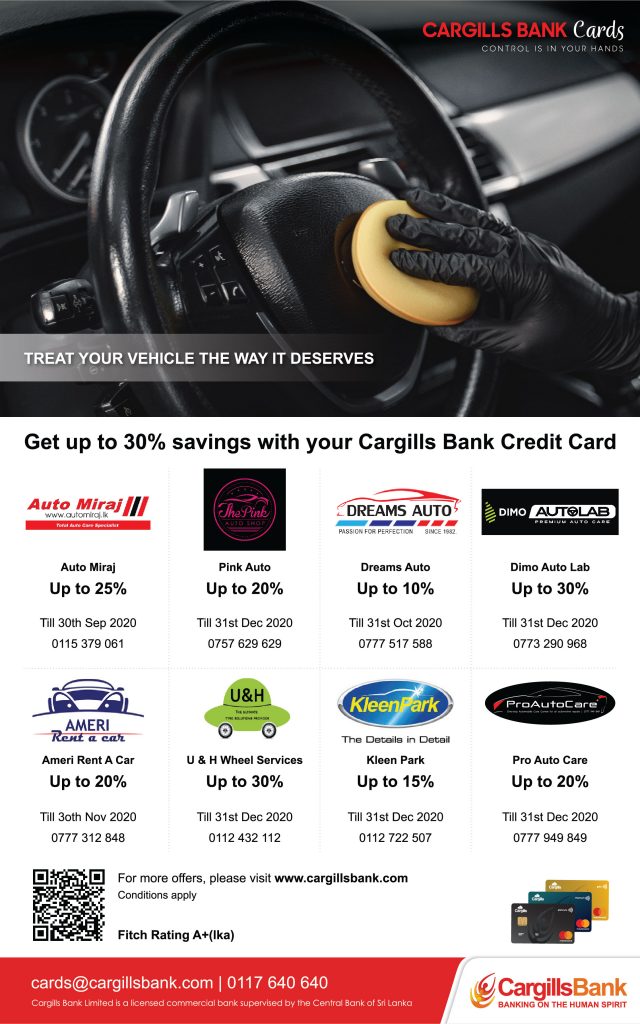 CARGILLS BANK Cards
CONTROL IS IN YOUR HANDS
TREAT YOUR VEHICLE THE WAY IT DESERVES
Get up to 30% savings with your Cargills Bank Credit Card
Auto Miraj
www.automiraj.lk
Total Auto Care Specialist
Auto Miraj
Up to 25%
Till 30th Sep 2020
0115 379 061
The Pink
AUTO SHOP
Pink Auto
Up to 20%
Till 31st Dec 2020
0757 629 629
DREAMS AUTO
PASSION FOR PERFECTION SINCE 1982.
Dreams Auto
Up to 10%
Till 31st Oct 2020
0777 517 588
DIMO AUTOLAB
PREMIUM AUTO CARE
Dimo Auto Lab
Up to 30%
Till 31st Dec 2020
0773 290 968
AMERI
Rent a car
Ameri Rent A Car
Up to 20%
Till 3oth Nov 2020
0777 312 848
U&H
THE ULTIMATE
TYRE SOLUTIONS PROVIDER
U & H Wheel Services
Up to 30%
Till 31st Dec 2020
0112 432 112
KleenPark
The Details in Detail
Kleen Park
Up to 15%
Till 31st Dec 2020
0112 722 507
ProAutoCare
Pro Auto Care
Up to 20%
Till 31st Dec 2020
0777 949 849
For more offers, please visit www.cargillsbank.com
Conditions apply
Fitch Rating A+(lka)
cards@cargillsbank.com | 0117 640 640
Cargills Bank Limited is a licensed commercial bank supervised by the Central Bank of Sri Lanka
CargillsBank
BANKING ON THE HUMAN SPIRIT